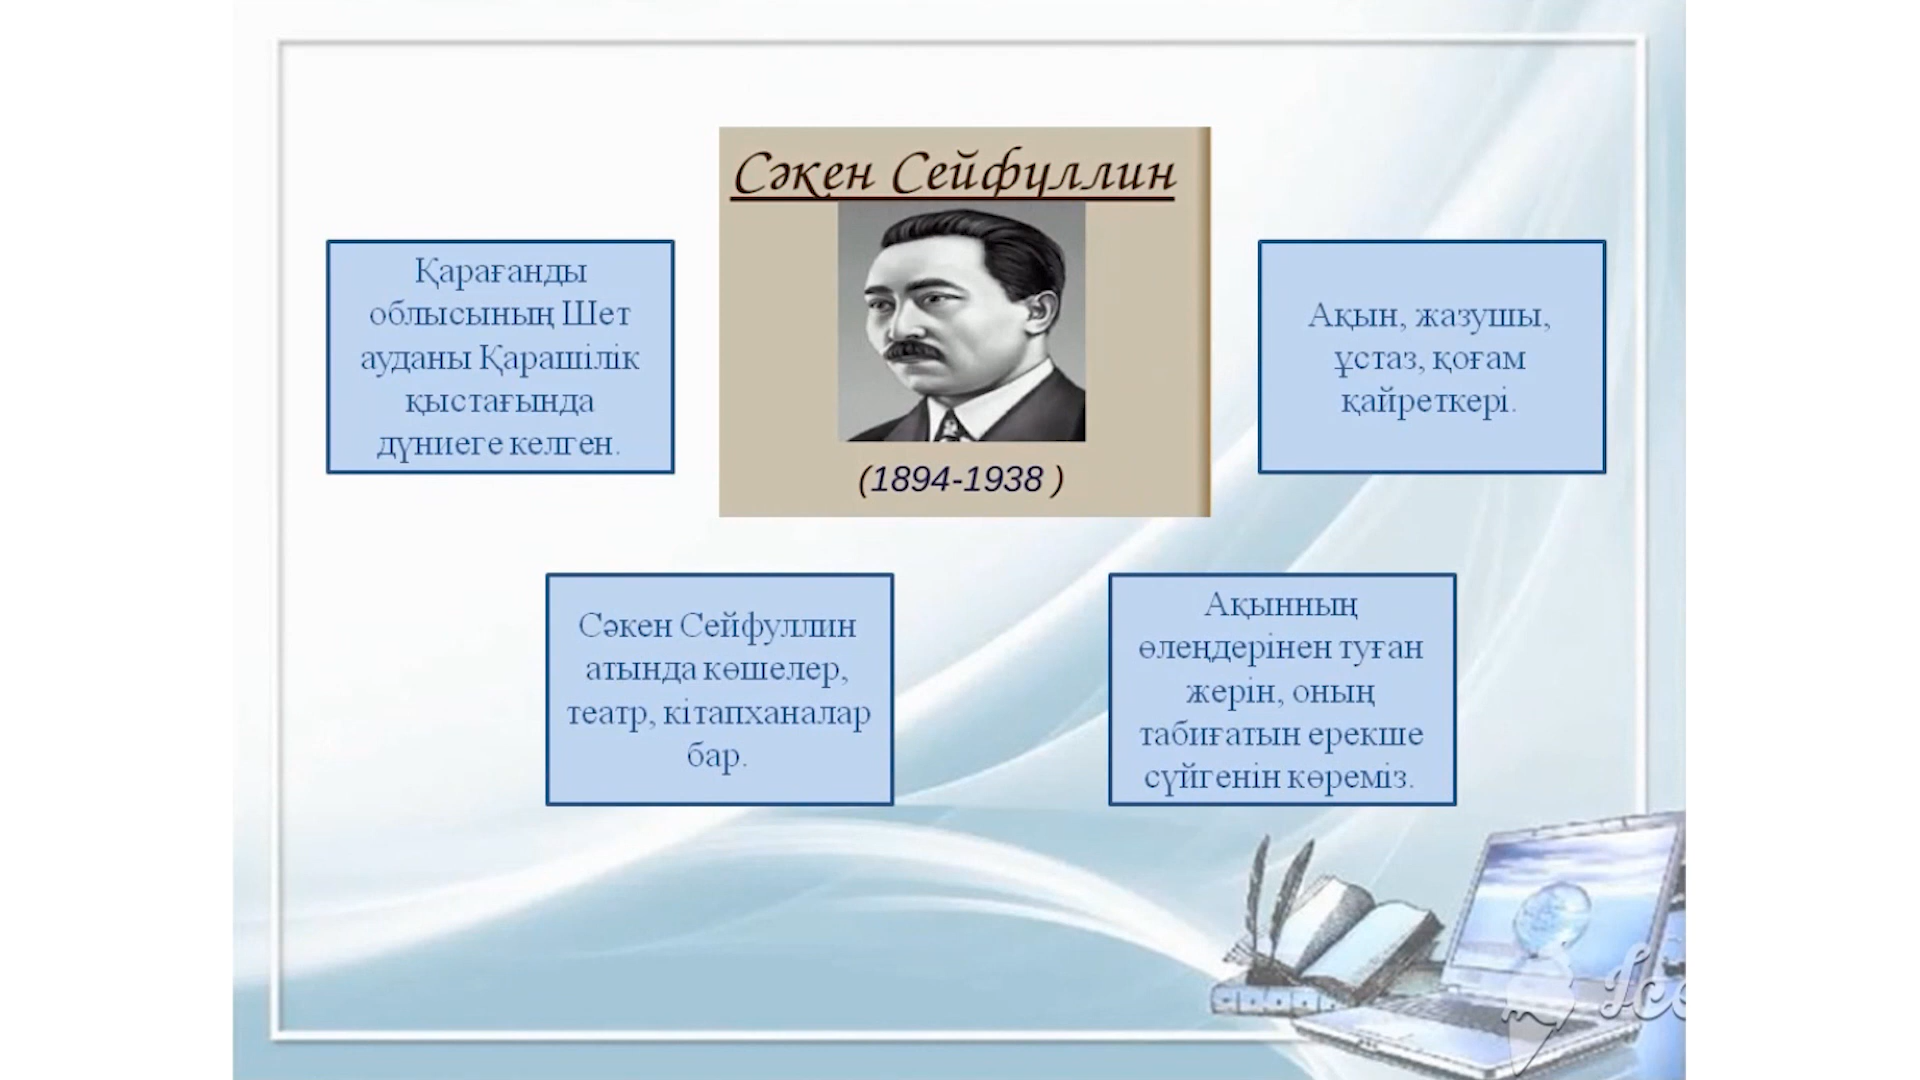 Сәкен Сейфуллин
(1894-1938 )
Қарағанды
облысының Шет
ауданы Қарашілік
қыстағында
дүниеге келген.
Ақын, жазушы,
ұстаз, қоғам
қайреткері.
Сәкен Сейфуллин
атында көшелер,
театр, кітапханалар
бар.
Ақынның
өлеңдерінен туған
жерін, оның
табиғатын ерекше
сүйгенін көреміз.